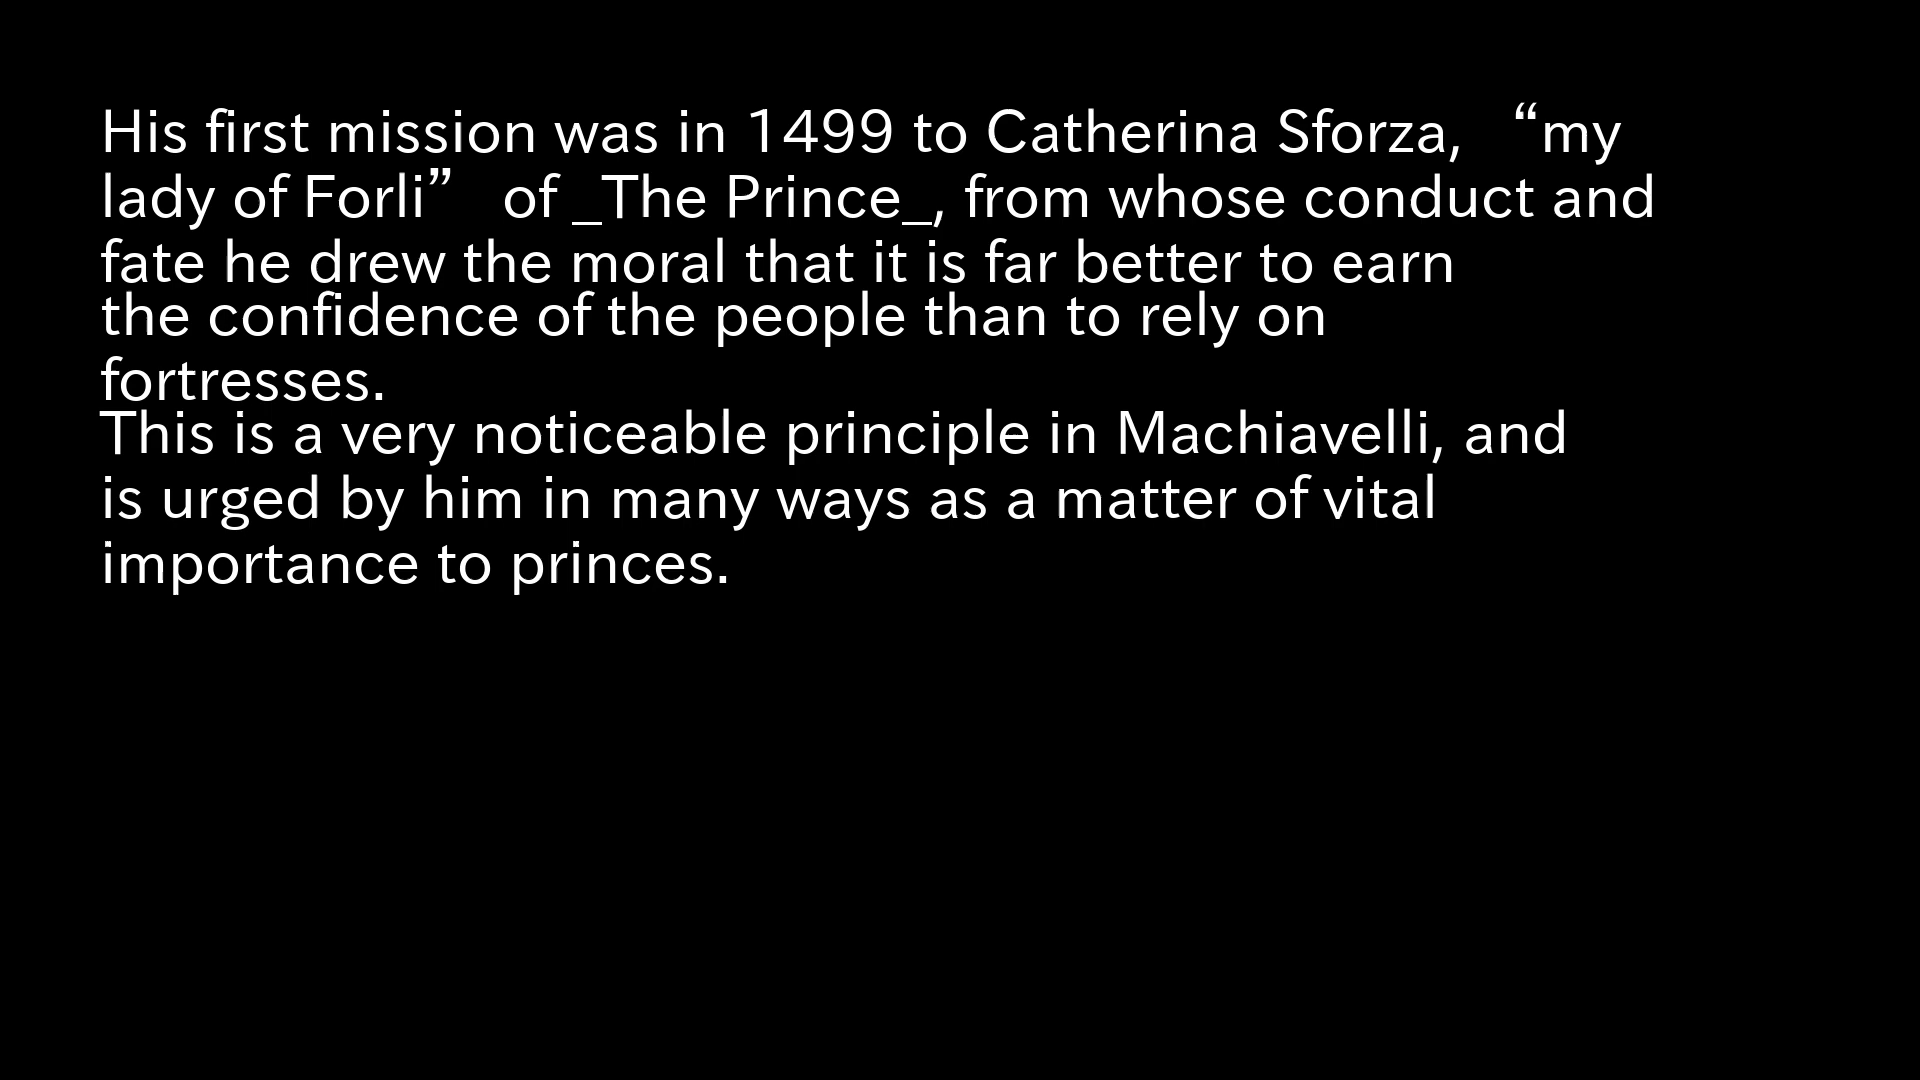 His first mission was in 1499 to Catherina Sforza, “my
lady of Forli” of _The Prince_, from whose conduct and
fate he drew the moral that it is far better to earn
the confidence of the people than to rely on
fortresses.
This is a very noticeable principle in Machiavelli, and
is urged by him in many ways as a matter of vital
importance to princes.